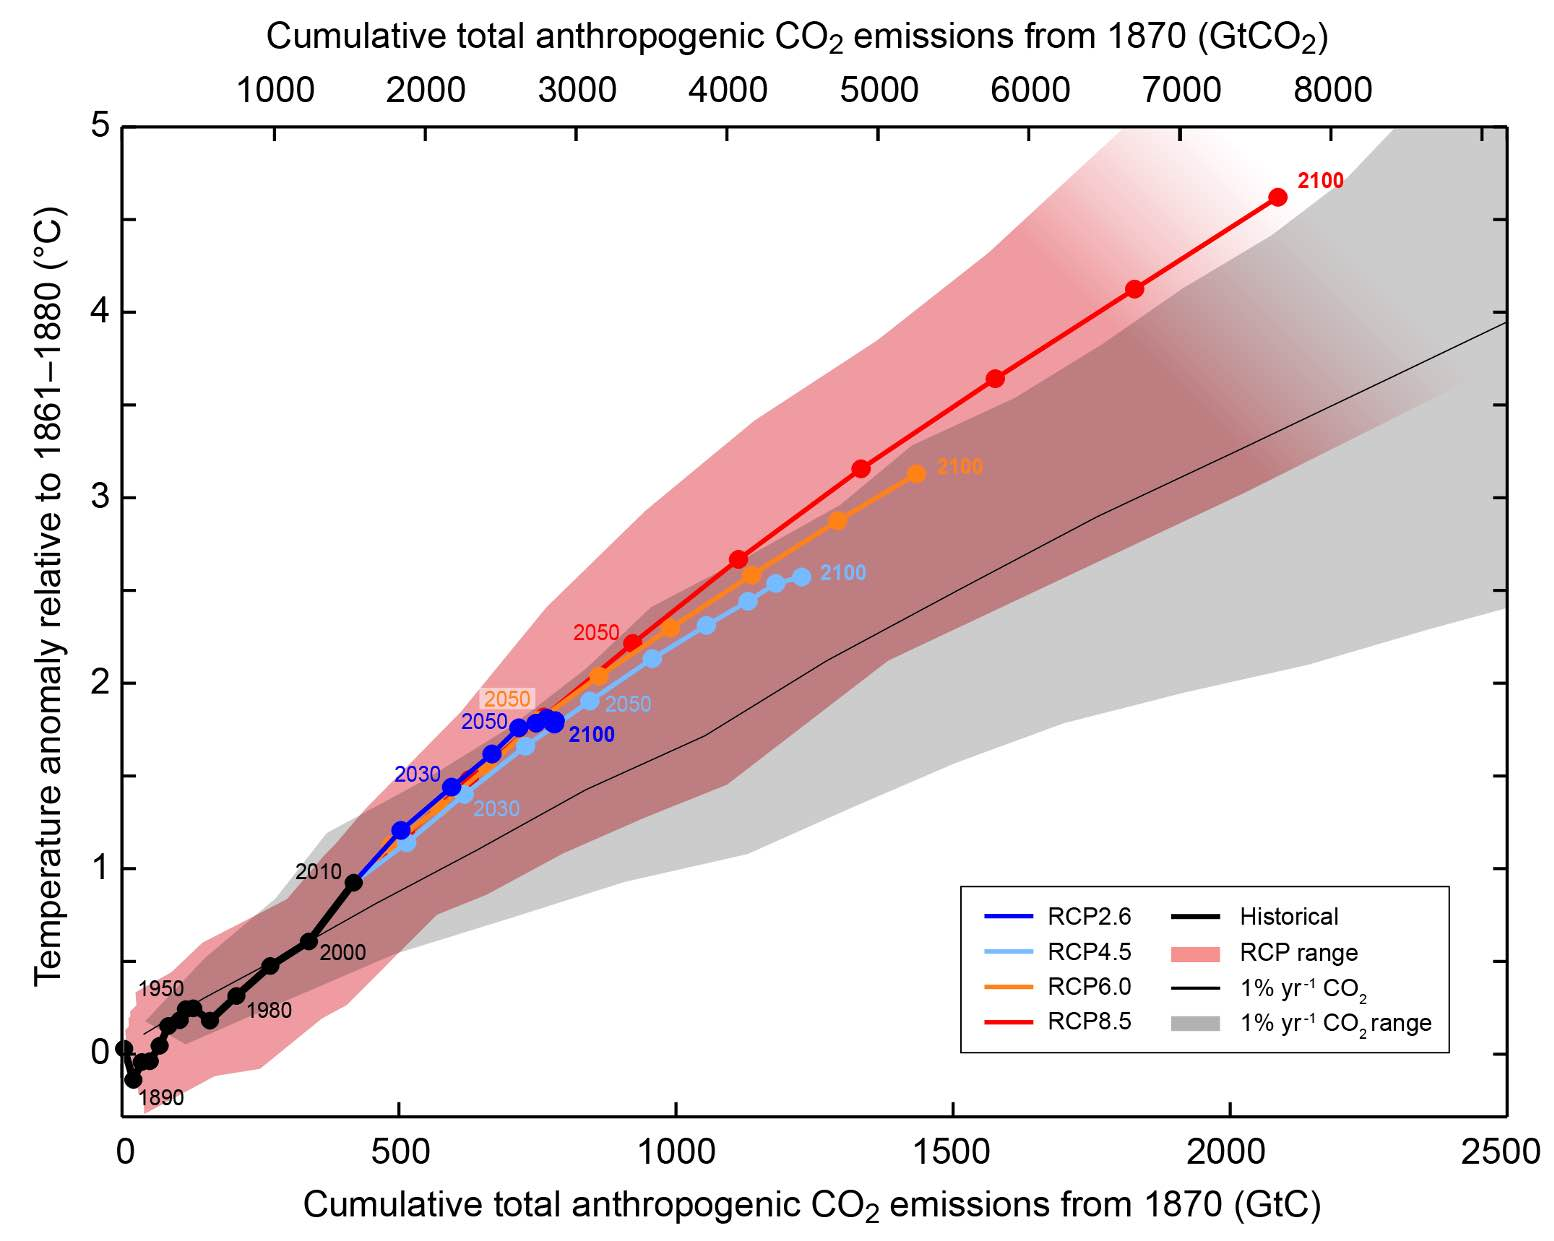 Cumulative total anthropogenic CO₂ emissions from 1870 (GtCO₂)
1000 2000 3000 4000 5000 6000 7000 8000
Temperature anomaly relative to 1861–1880 (°C)
5
4
3
2
1
0
2100
2100
2100
2050
2050
2050
2050
2100
2030
2030
2010
2000
1950
1980
1890
RCP2.6
RCP4.5
RCP6.0
RCP8.5
Historical
RCP range
1% yr⁻¹ CO₂
1% yr⁻¹ CO₂ range
0 500 1000 1500 2000 2500
Cumulative total anthropogenic CO₂ emissions from 1870 (GtC)